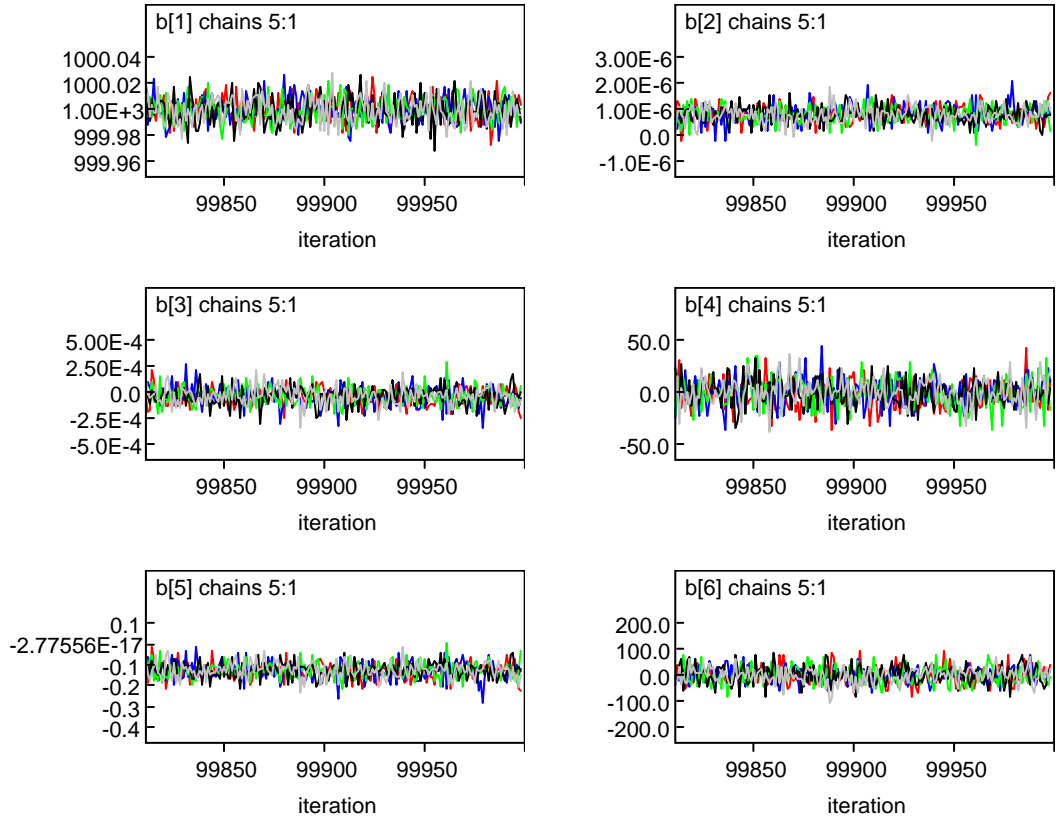 b[1] chains 5:1
1000.04
1000.02
1.00E+3
999.98
999.96
99850 99900 99950
iteration
b[2] chains 5:1
3.00E-6
2.00E-6
1.00E-6
0.0
-1.0E-6
99850 99900 99950
iteration
b[3] chains 5:1
5.00E-4
2.50E-4
0.0
-2.5E-4
-5.0E-4
99850 99900 99950
iteration
b[4] chains 5:1
50.0
0.0
-50.0
99850 99900 99950
iteration
b[5] chains 5:1
0.1
-2.77556E-17
-0.1
-0.2
-0.3
-0.4
99850 99900 99950
iteration
b[6] chains 5:1
200.0
100.0
0.0
-100.0
-200.0
99850 99900 99950
iteration